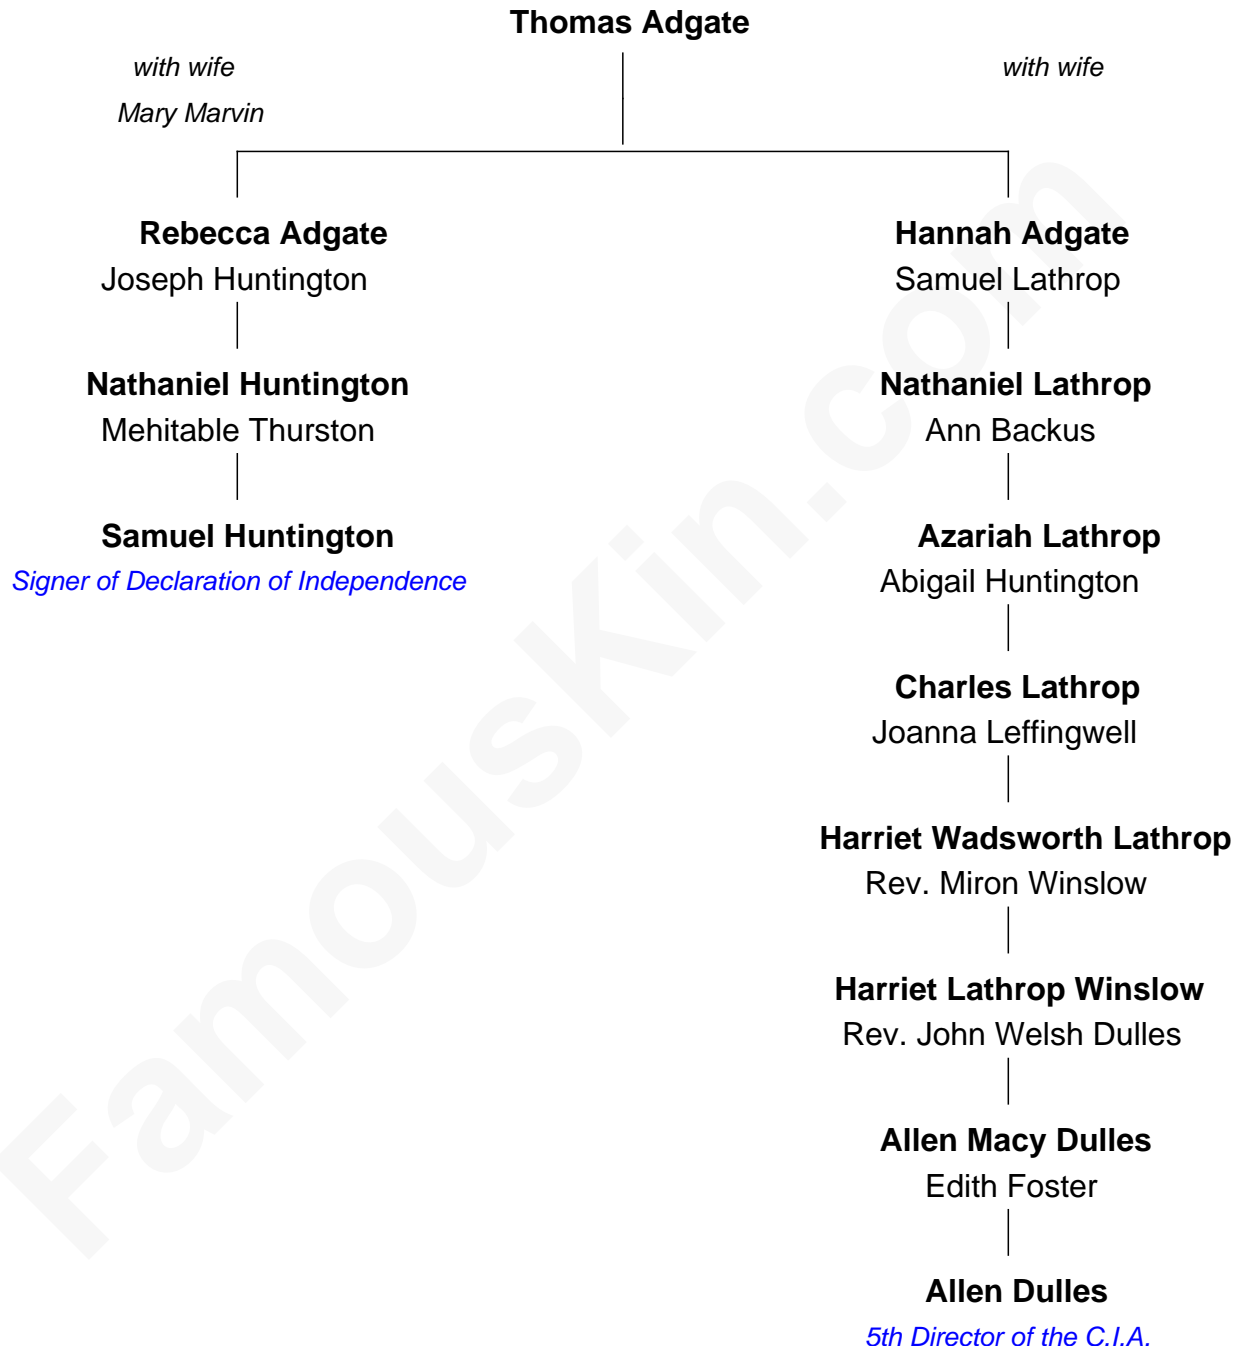 Thomas Adgate
with wife
Mary Marvin
with wife
Rebecca Adgate
Joseph Huntington
Nathaniel Huntington
Mehitable Thurston
Samuel Huntington
Signer of Declaration of Independence
Hannah Adgate
Samuel Lathrop
Nathaniel Lathrop
Ann Backus
Azariah Lathrop
Abigail Huntington
Charles Lathrop
Joanna Leffingwell
Harriet Wadsworth Lathrop
Rev. Miron Winslow
Harriet Lathrop Winslow
Rev. John Welsh Dulles
Allen Macy Dulles
Edith Foster
Allen Dulles
5th Director of the C.I.A.
FamousKin.com